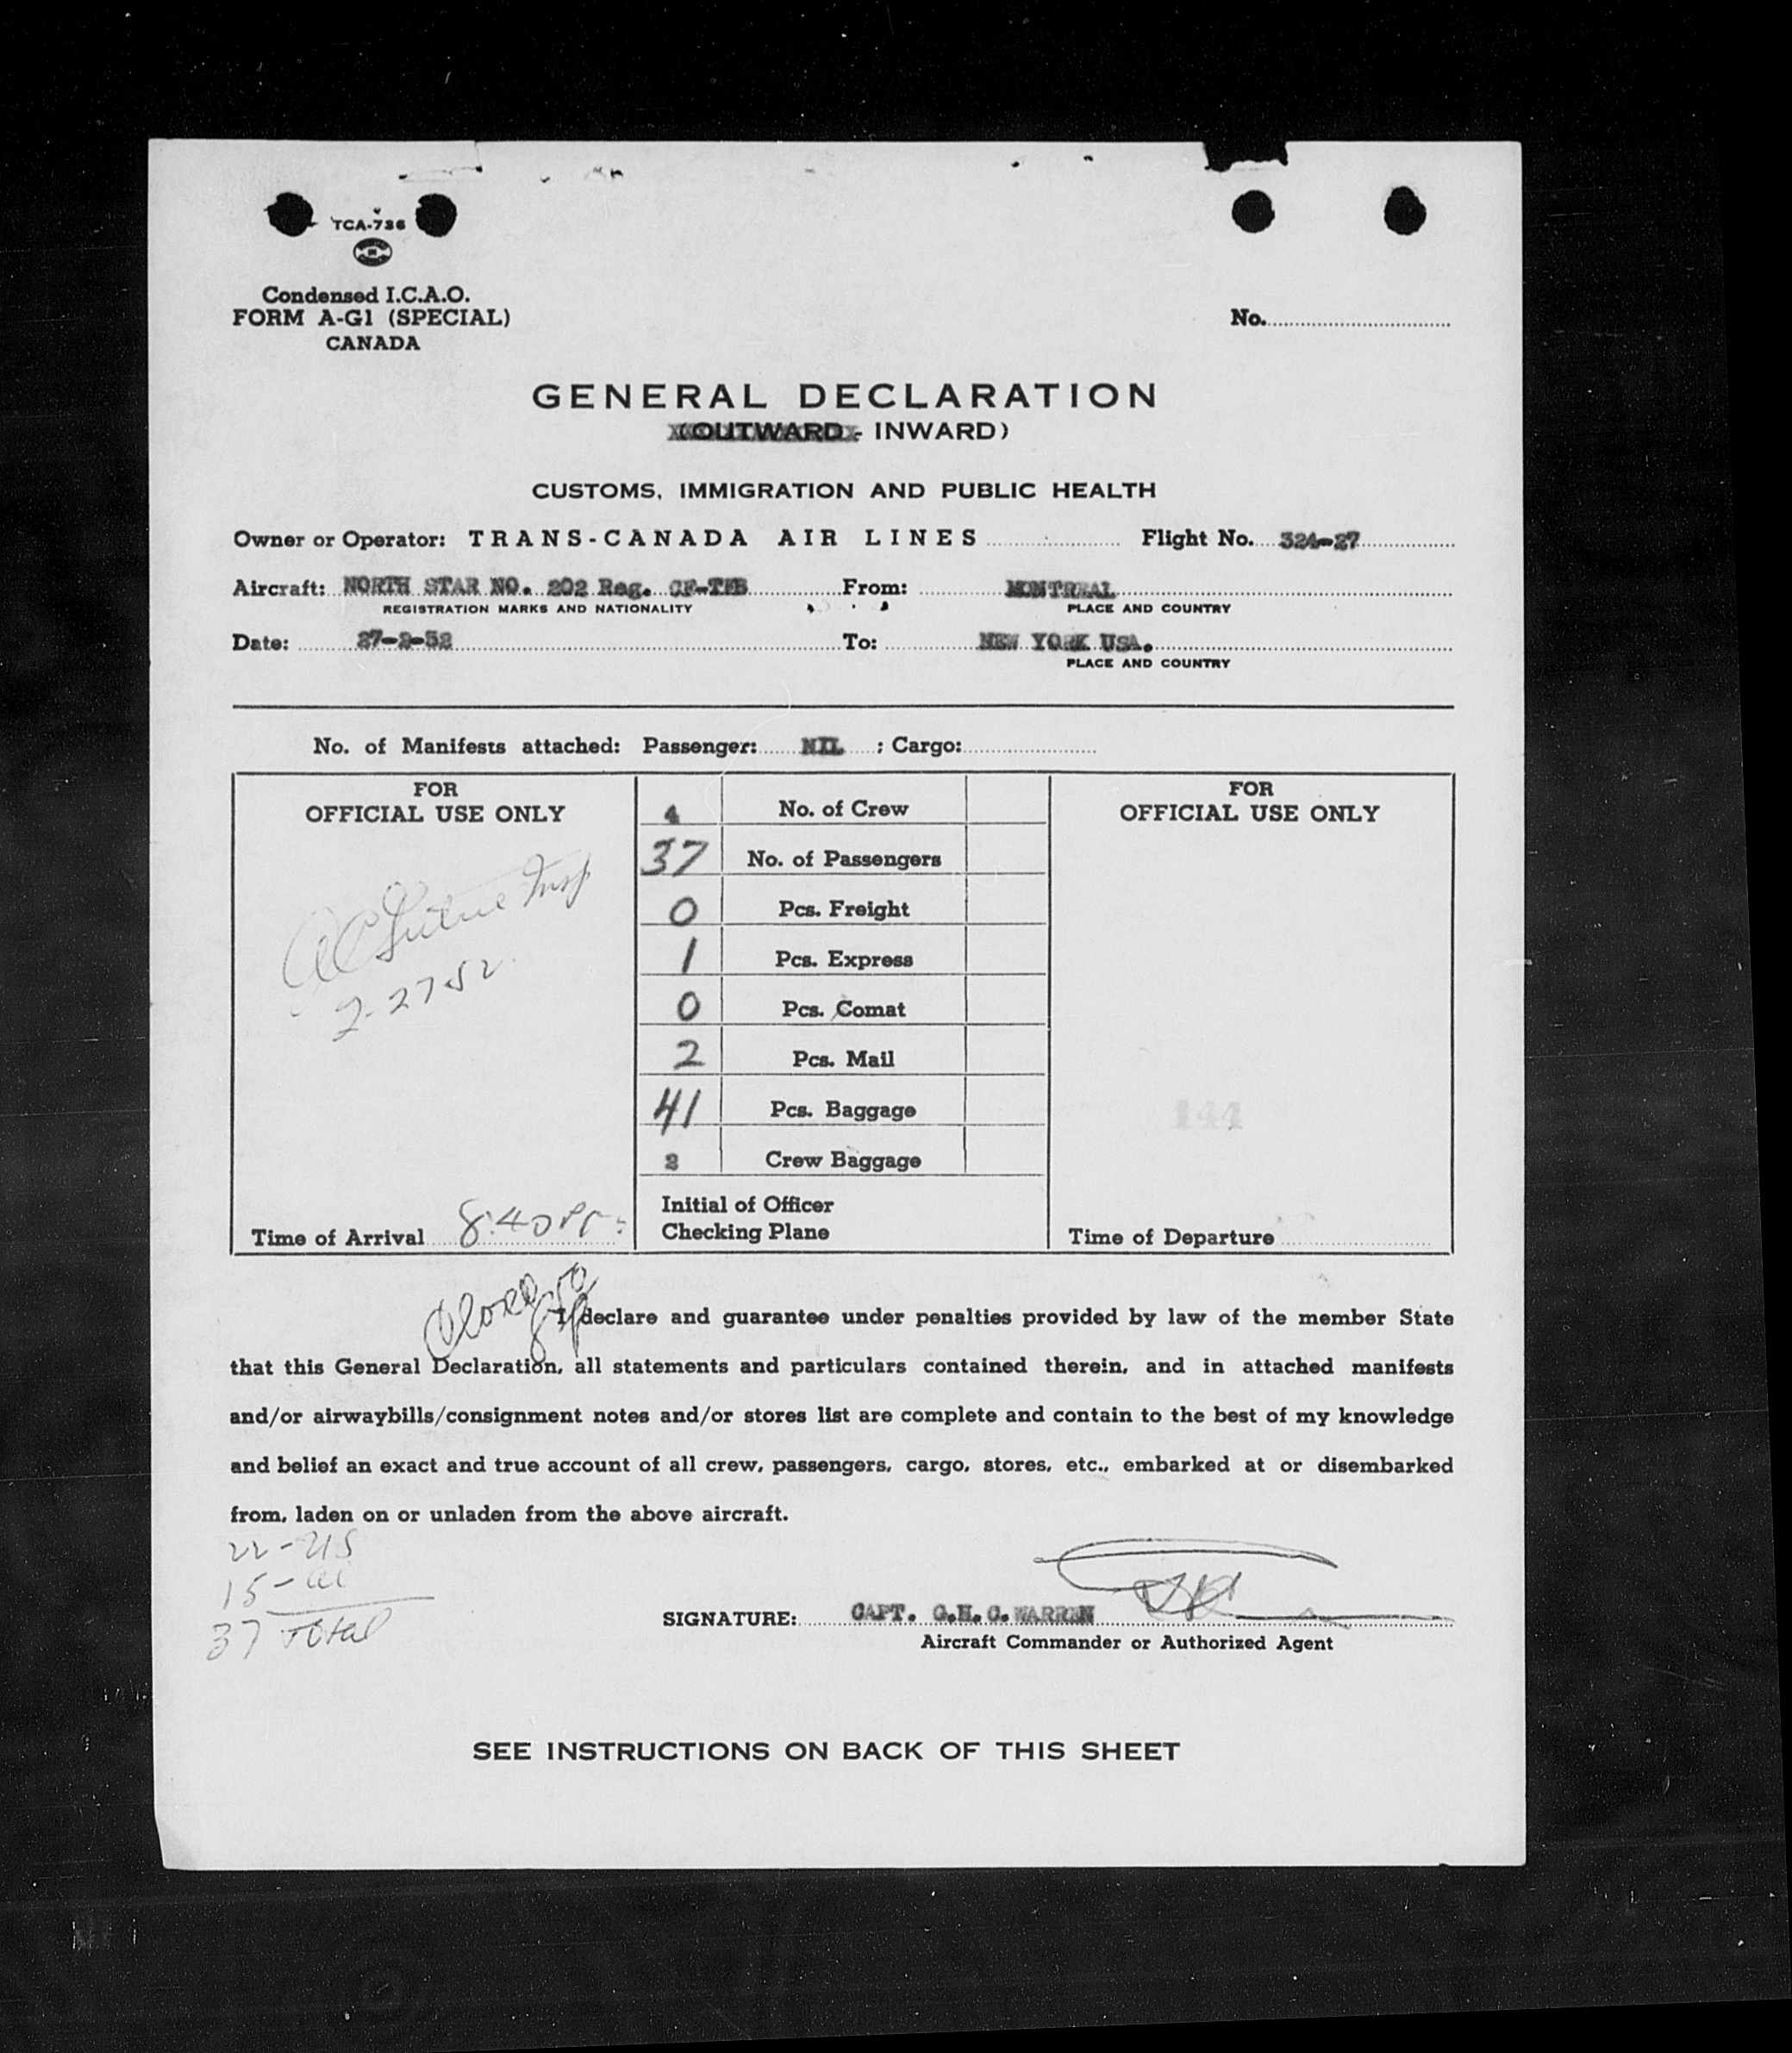 TCA-736
Condensed I.C.A.O.
FORM A-G1 (SPECIAL)
CANADA
No.
GENERAL DECLARATION
(OUTWARD - INWARD)
CUSTOMS, IMMIGRATION AND PUBLIC HEALTH
Owner or Operator: TRANS-CANADA AIR LINES Flight No. 324-27
Aircraft: NORTH STAR NO. 202 Reg. CF-TFB From: MONTREAL
REGISTRATION MARKS AND NATIONALITY PLACE AND COUNTRY
Date: 27-2-52 To: NEW YORK USA.
PLACE AND COUNTRY
No. of Manifests attached: Passenger: NIL ; Cargo:
FOR
OFFICIAL USE ONLY
2-27 52
Time of Arrival 8:40
4 No. of Crew
37 No. of Passengers
0 Pcs. Freight
1 Pcs. Express
0 Pcs. Comat
2 Pcs. Mail
41 Pcs. Baggage
Crew Baggage
Initial of Officer
Checking Plane
FOR
OFFICIAL USE ONLY
144
Time of Departure
I declare and guarantee under penalties provided by law of the member State
that this General Declaration, all statements and particulars contained therein, and in attached manifests
and/or airwaybills/consignment notes and/or stores list are complete and contain to the best of my knowledge
and belief an exact and true account of all crew, passengers, cargo, stores, etc., embarked at or disembarked
from, laden on or unladen from the above aircraft.
22-US
15-
37 Total
SIGNATURE: CAPT. G.H.C. WARREN
Aircraft Commander or Authorized Agent
SEE INSTRUCTIONS ON BACK OF THIS SHEET